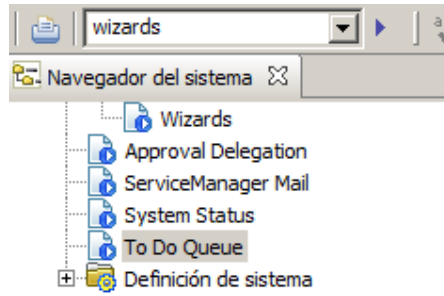 wizards
Navegador del sistema
Wizards
Approval Delegation
ServiceManager Mail
System Status
To Do Queue
Definición de sistema